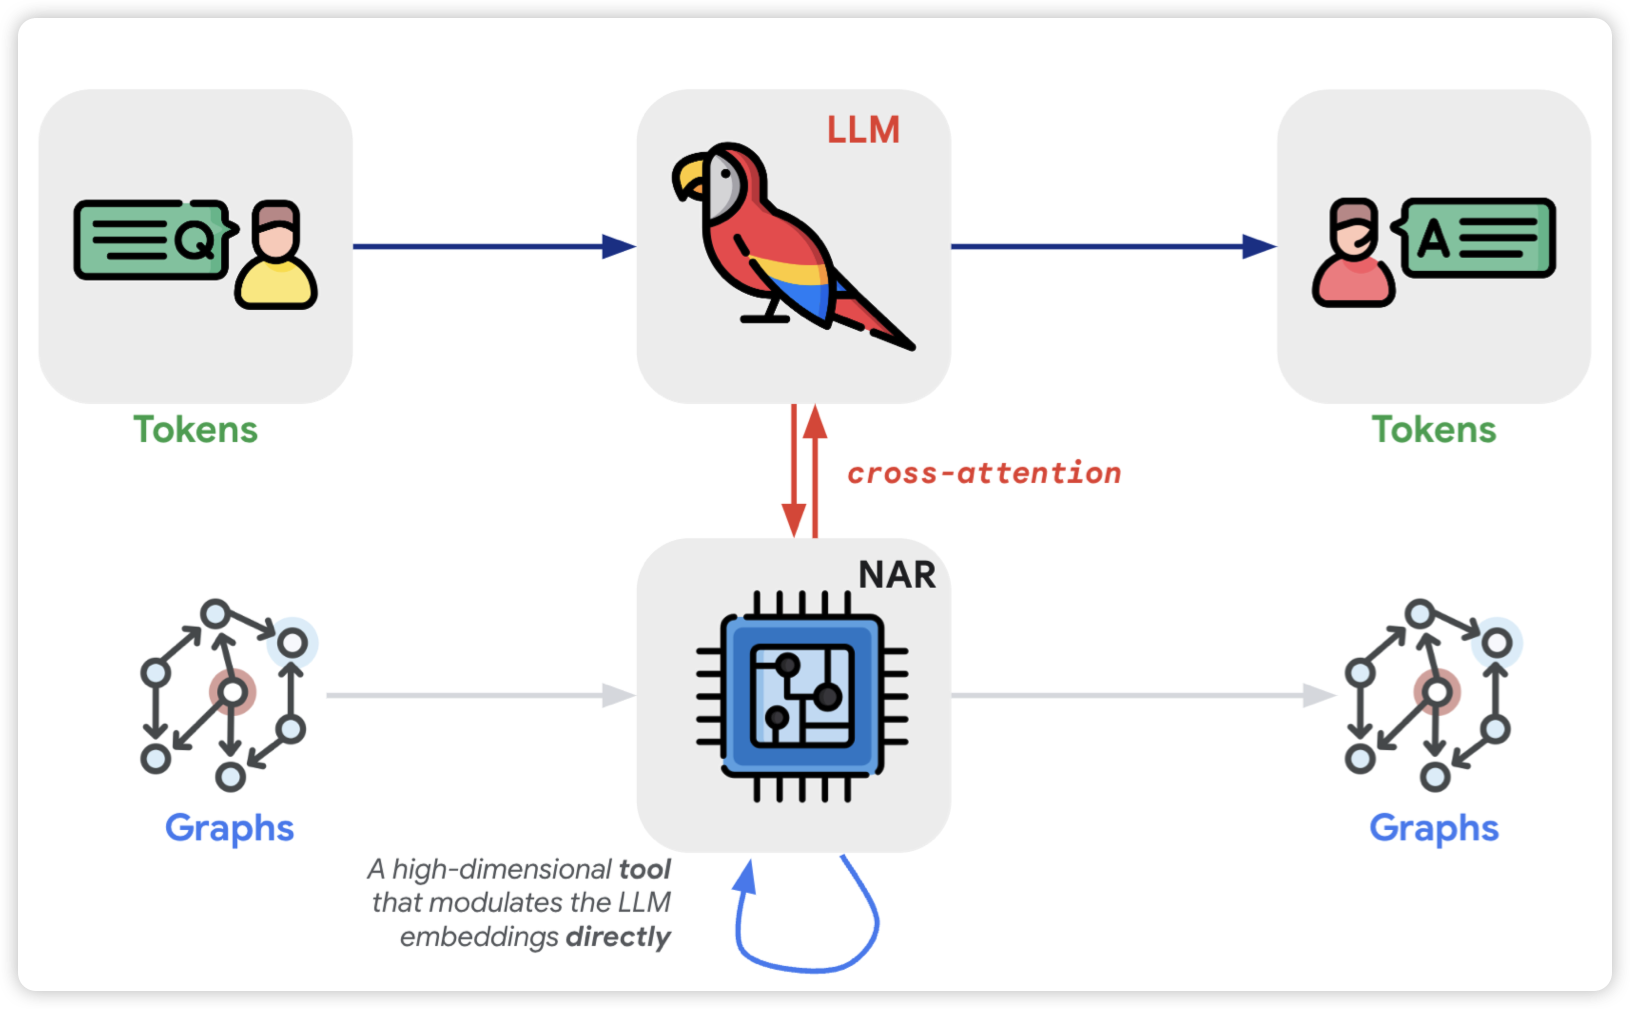 LLM
Q
A
Tokens
Tokens
cross-attention
NAR
Graphs
Graphs
A high-dimensional tool
that modulates the LLM
embeddings directly